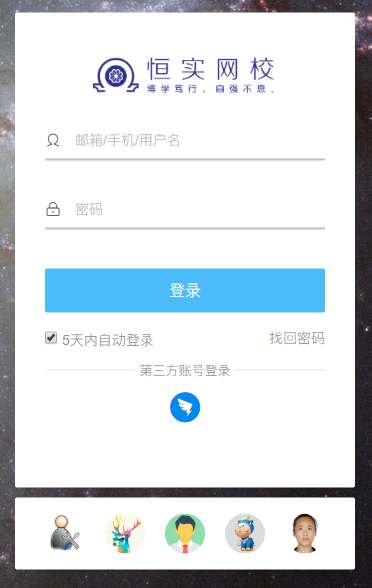 恒实网校
博学笃行，自强不息。
邮箱/手机/用户名
密码
登录
5天内自动登录 找回密码
第三方账号登录